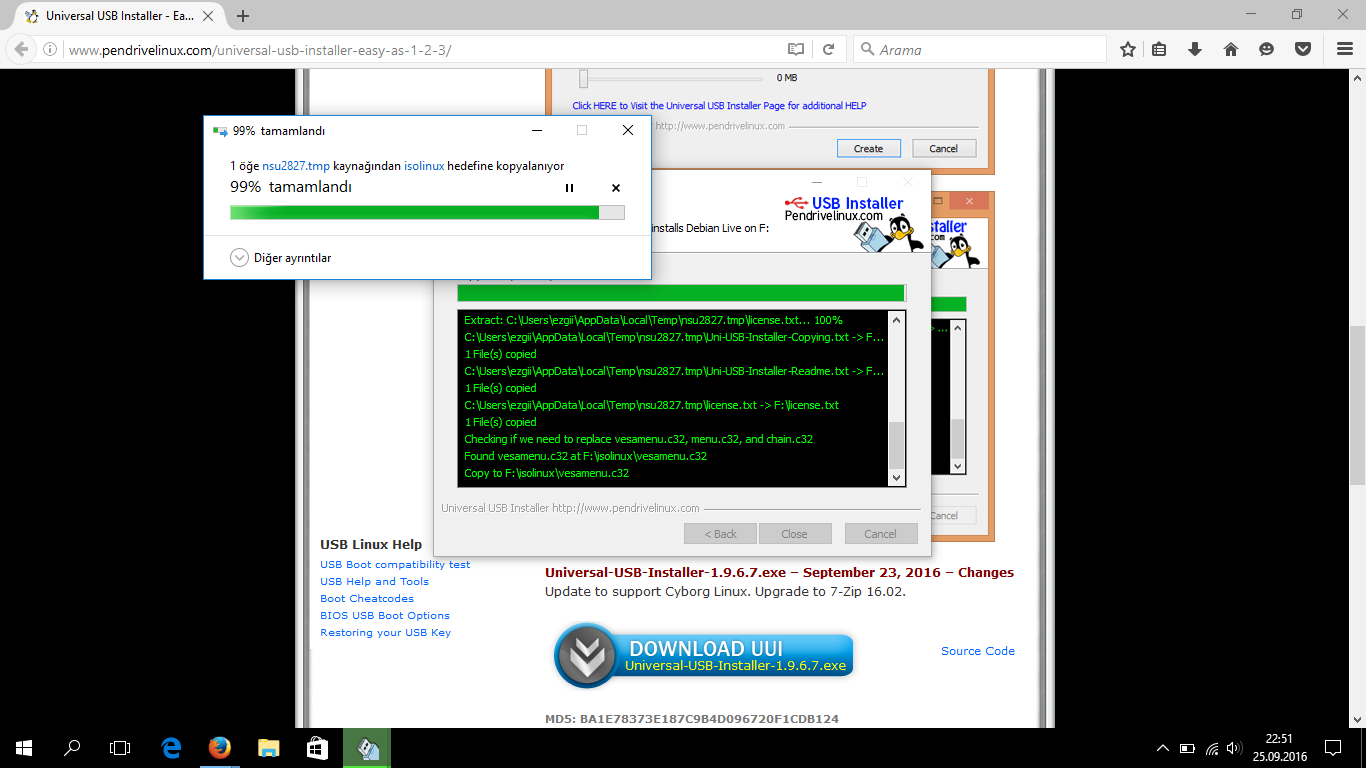 Universal USB Installer - Ea...
www.pendrivelinux.com/universal-usb-installer-easy-as-1-2-3/
Arama
0 MB
Click HERE to Visit the Universal USB Installer Page for additional HELP
http://www.pendrivelinux.com
Create
Cancel
99% tamamlandı
1 öğe nsu2827.tmp kaynağından isolinux hedefine kopyalanıyor
99% tamamlandı
Diğer ayrıntılar
USB Installer
Pendrivelinux.com
installs Debian Live on F:
Extract: C:\Users\ezgii\AppData\Local\Temp\nsu2827.tmp\license.txt... 100%
C:\Users\ezgii\AppData\Local\Temp\nsu2827.tmp\Uni-USB-Installer-Copying.txt -> F...
1 File(s) copied
C:\Users\ezgii\AppData\Local\Temp\nsu2827.tmp\Uni-USB-Installer-Readme.txt -> F...
1 File(s) copied
C:\Users\ezgii\AppData\Local\Temp\nsu2827.tmp\license.txt -> F:\license.txt
1 File(s) copied
Checking if we need to replace vesamenu.c32, menu.c32, and chain.c32
Found vesamenu.c32 at F:\isolinux\vesamenu.c32
Copy to F:\isolinux\vesamenu.c32
Universal USB Installer http://www.pendrivelinux.com
< Back
Close
Cancel
Cancel
USB Linux Help
USB Boot compatibility test
USB Help and Tools
Boot Cheatcodes
BIOS USB Boot Options
Restoring your USB Key
Universal-USB-Installer-1.9.6.7.exe – September 23, 2016 – Changes
Update to support Cyborg Linux. Upgrade to 7-Zip 16.02.
DOWNLOAD UUI
Universal-USB-Installer-1.9.6.7.exe
Source Code
MD5: BA1E78373E187C9B4D096720F1CDB124
22:51
25.09.2016